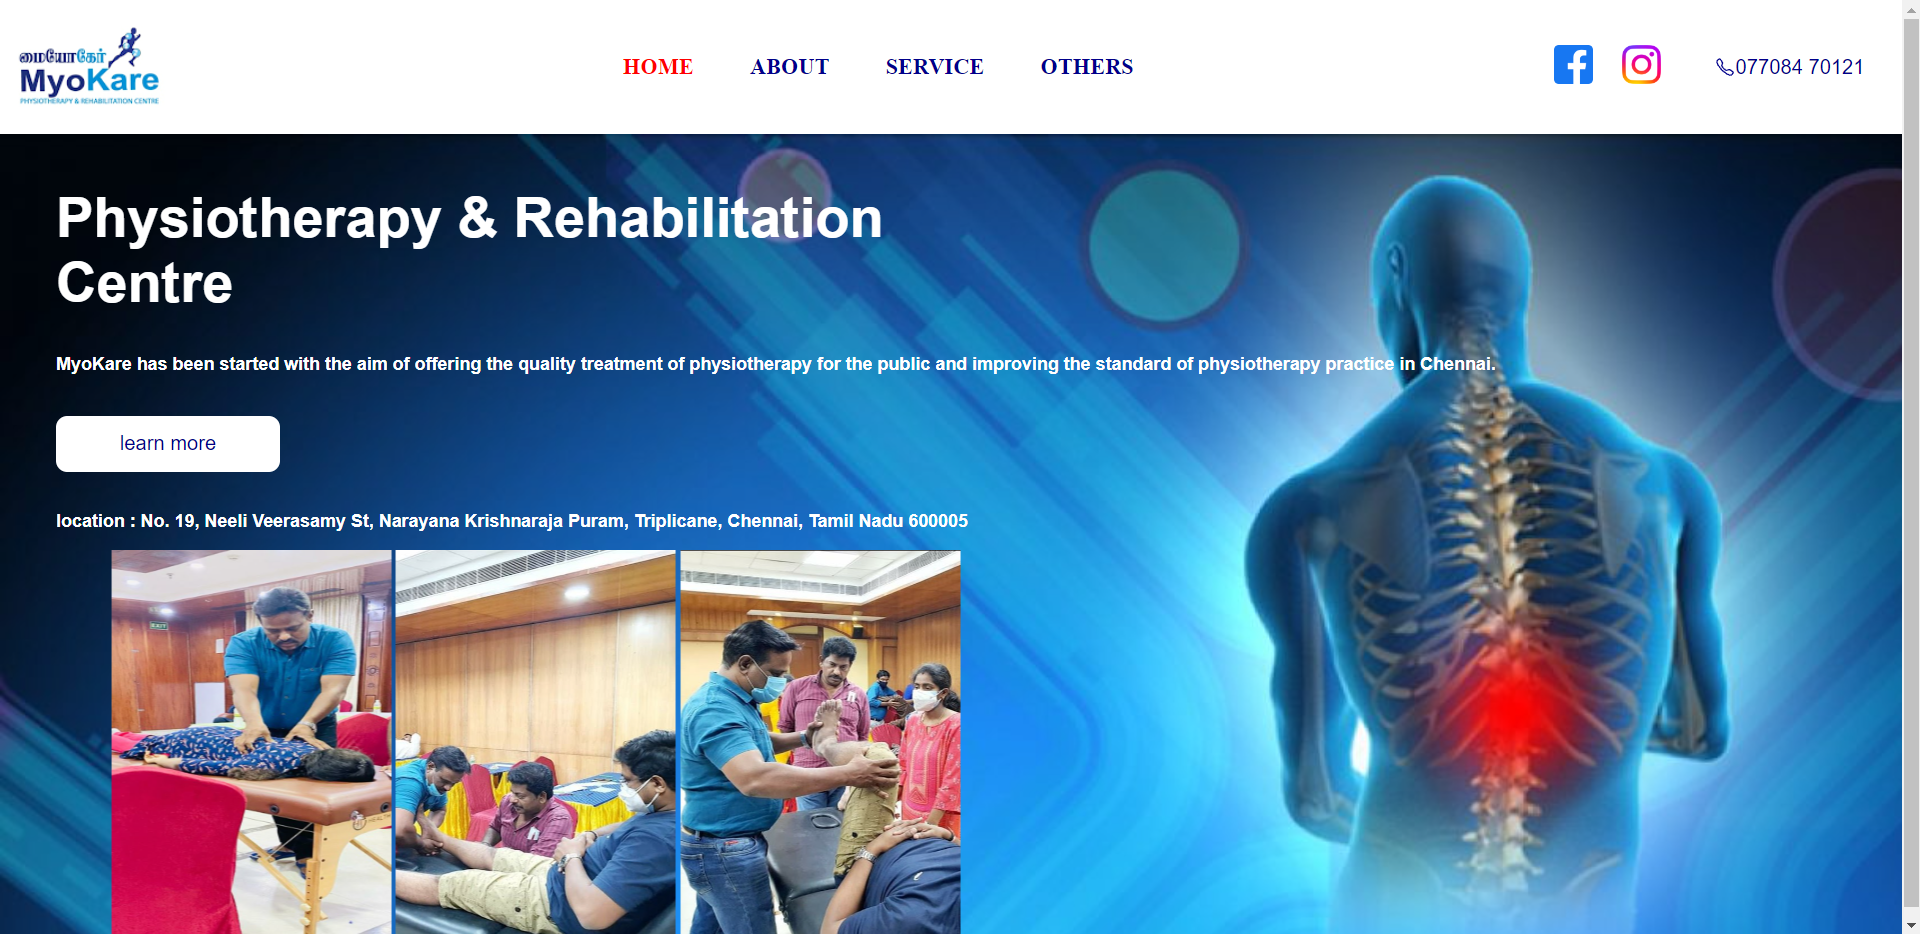 மையோகேர்
MyoKare
PHYSIOTHERAPY & REHABILITATION CENTRE
HOME ABOUT SERVICE OTHERS
077084 70121
Physiotherapy & Rehabilitation
Centre
MyoKare has been started with the aim of offering the quality treatment of physiotherapy for the public and improving the standard of physiotherapy practice in Chennai.
learn more
location : No. 19, Neeli Veerasamy St, Narayana Krishnaraja Puram, Triplicane, Chennai, Tamil Nadu 600005
EXIT